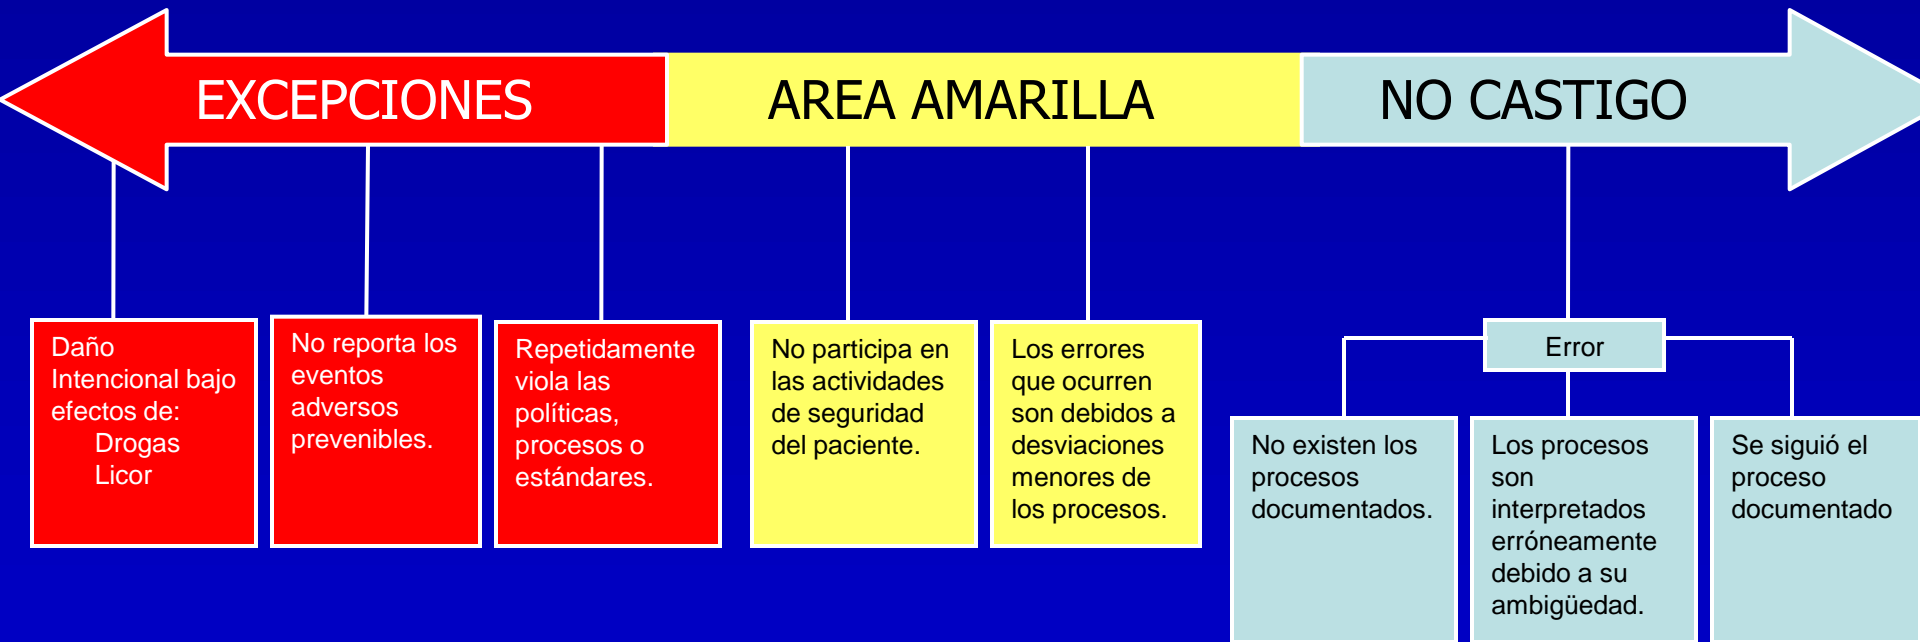 EXCEPCIONES
AREA AMARILLA
NO CASTIGO
Daño
Intencional bajo
efectos de:
Drogas
Licor
No reporta los
eventos
adversos
prevenibles.
Repetidamente
viola las
políticas,
procesos o
estándares.
No participa en
las actividades
de seguridad
del paciente.
Los errores
que ocurren
son debidos a
desviaciones
menores de
los procesos.
Error
No existen los
procesos
documentados.
Los procesos
son
interpretados
erróneamente
debido a su
ambigüedad.
Se siguió el
proceso
documentado